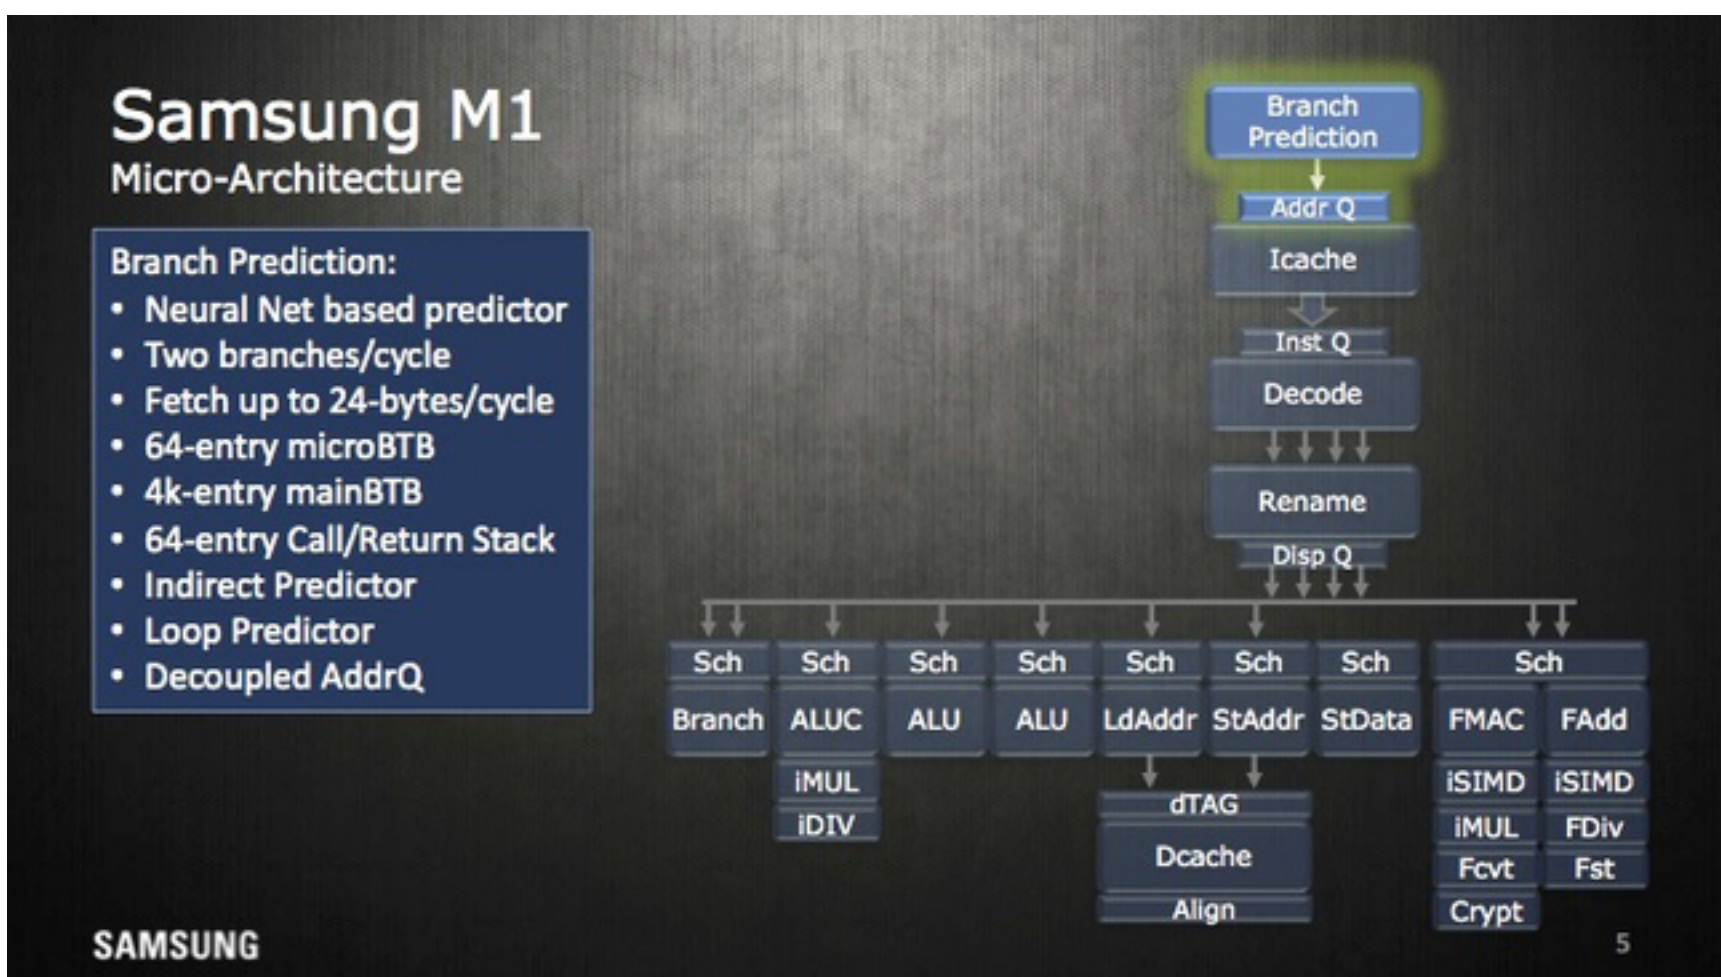 Samsung M1
Micro-Architecture
Branch Prediction:
• Neural Net based predictor
• Two branches/cycle
• Fetch up to 24-bytes/cycle
• 64-entry microBTB
• 4k-entry mainBTB
• 64-entry Call/Return Stack
• Indirect Predictor
• Loop Predictor
• Decoupled AddrQ
Branch
Prediction
Addr Q
Icache
Inst Q
Decode
Rename
Disp Q
Sch Sch Sch Sch Sch Sch Sch Sch
Branch ALUC ALU ALU LdAddr StAddr StData FMAC FAdd
iMUL iSIMD iSIMD
dTAG
iDIV iMUL FDiv
Dcache Fcvt Fst
Align Crypt
SAMSUNG
5